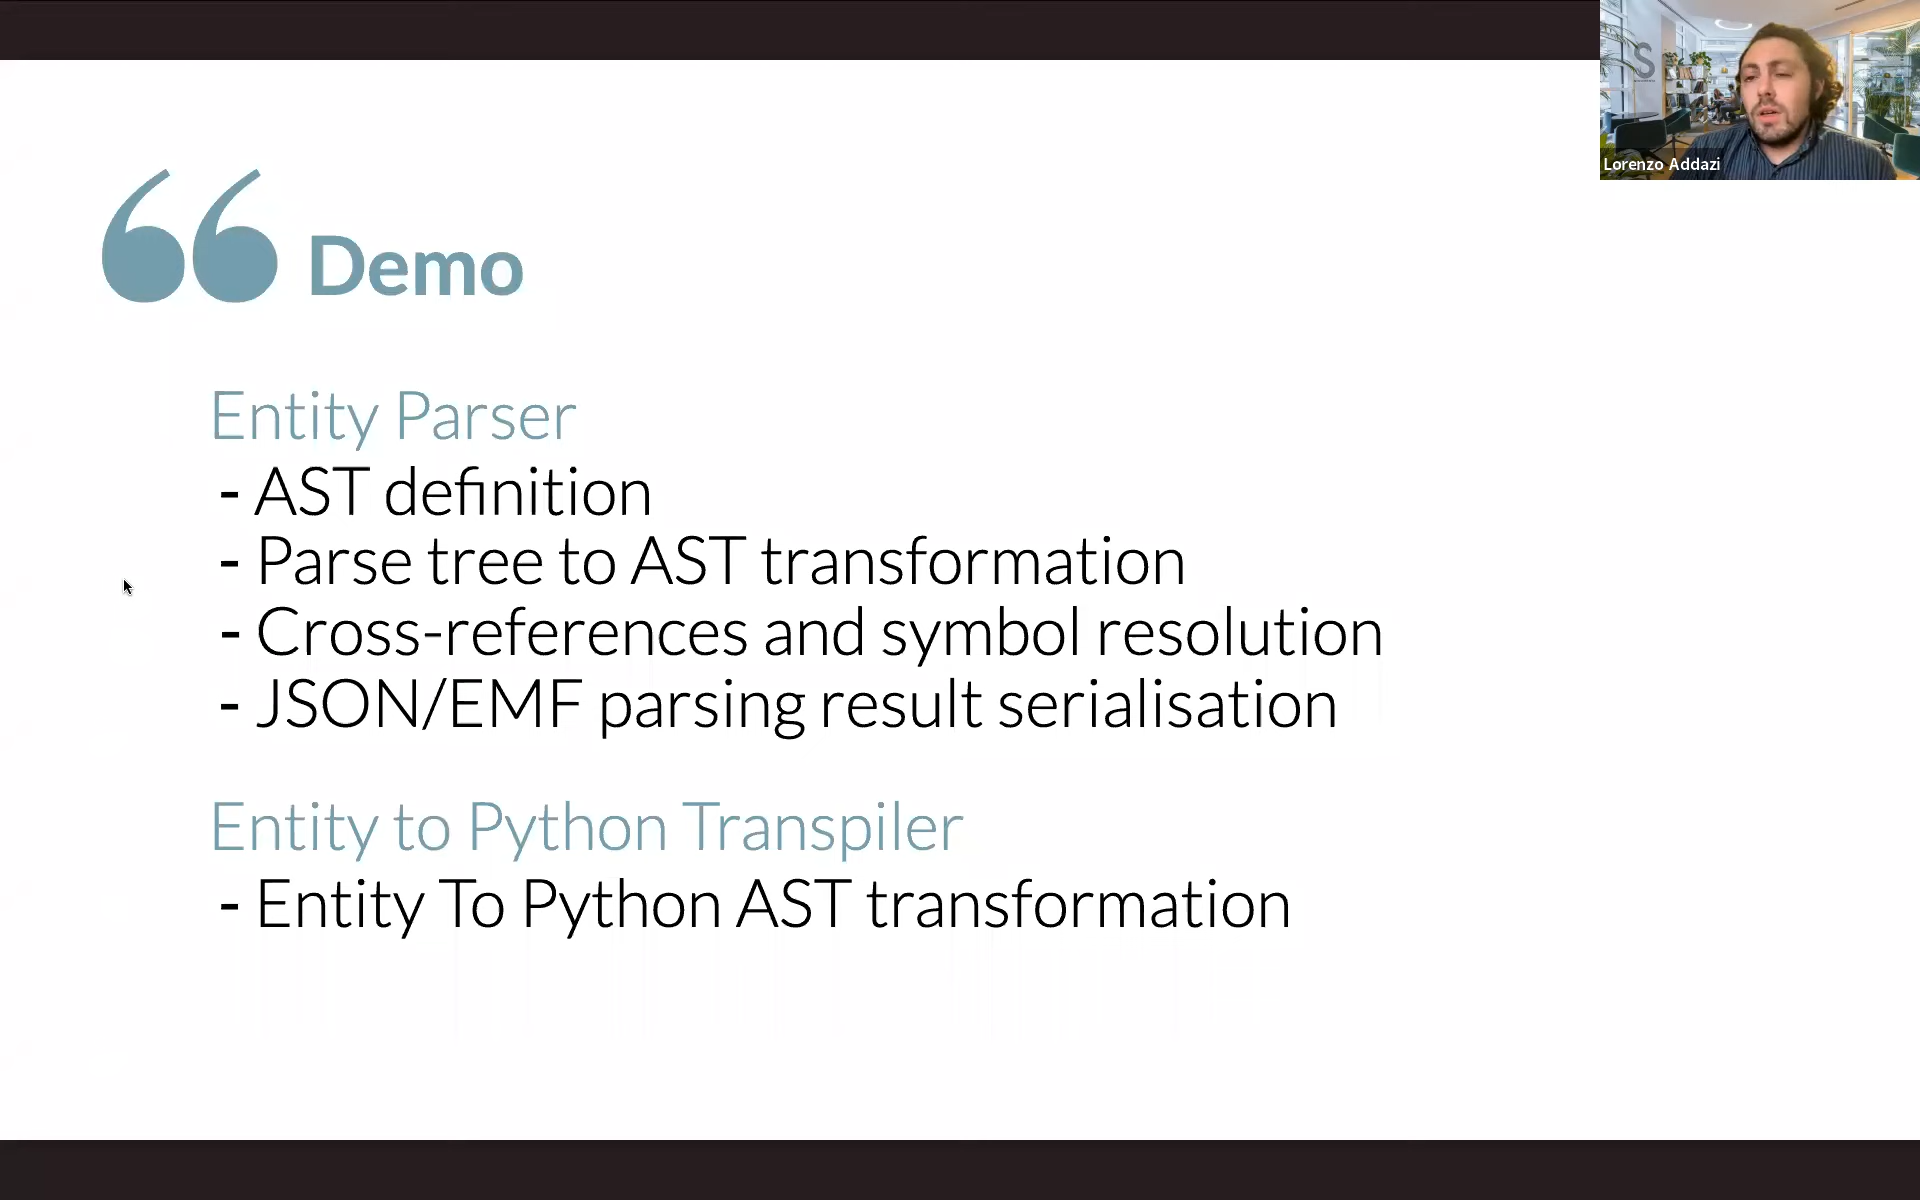 S
Lorenzo Addazi
“ Demo
Entity Parser
- AST definition
- Parse tree to AST transformation
- Cross-references and symbol resolution
- JSON/EMF parsing result serialisation
Entity to Python Transpiler
- Entity To Python AST transformation